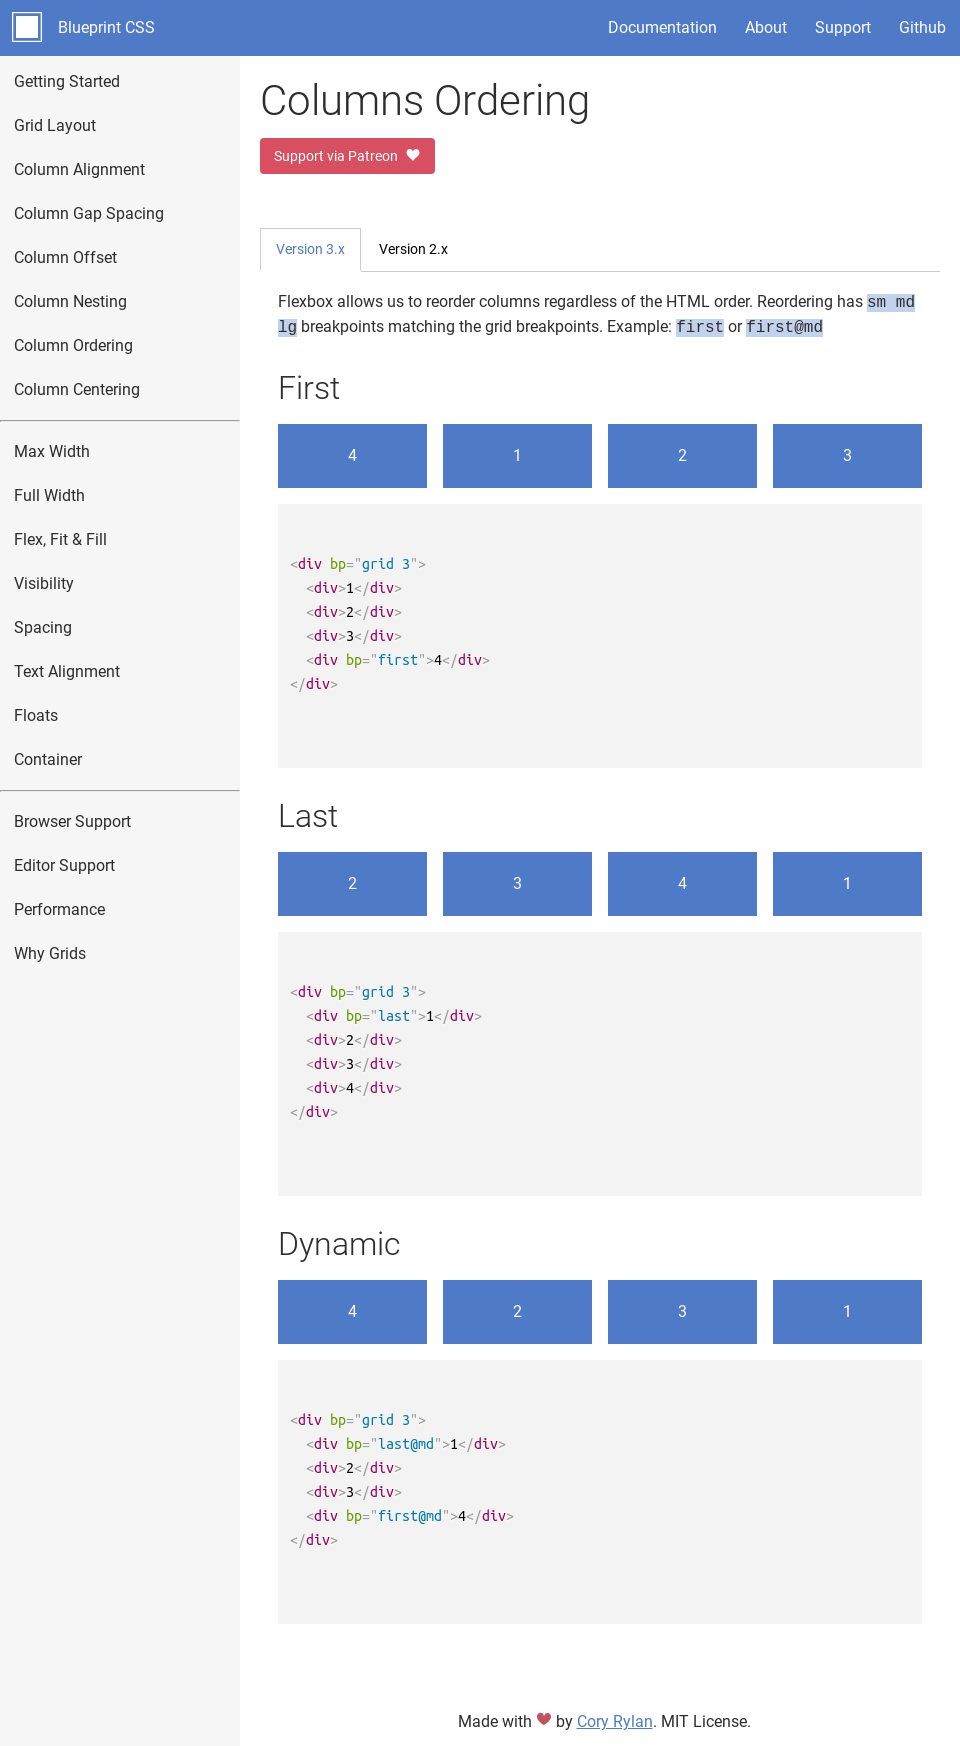 Blueprint CSS
Documentation
About
Support
Github
Getting Started
Grid Layout
Column Alignment
Column Gap Spacing
Column Offset
Column Nesting
Column Ordering
Column Centering
Max Width
Full Width
Flex, Fit & Fill
Visibility
Spacing
Text Alignment
Floats
Container
Browser Support
Editor Support
Performance
Why Grids
Columns Ordering
Support via Patreon
Version 3.x
Version 2.x
Flexbox allows us to reorder columns regardless of the HTML order. Reordering has sm md
lg breakpoints matching the grid breakpoints. Example: first or first@md
First
4
1
2
3
<div bp="grid 3">
  <div>1</div>
  <div>2</div>
  <div>3</div>
  <div bp="first">4</div>
</div>
Last
2
3
4
1
<div bp="grid 3">
  <div bp="last">1</div>
  <div>2</div>
  <div>3</div>
  <div>4</div>
</div>
Dynamic
4
2
3
1
<div bp="grid 3">
  <div bp="last@md">1</div>
  <div>2</div>
  <div>3</div>
  <div bp="first@md">4</div>
</div>
Made with ♥ by Cory Rylan. MIT License.